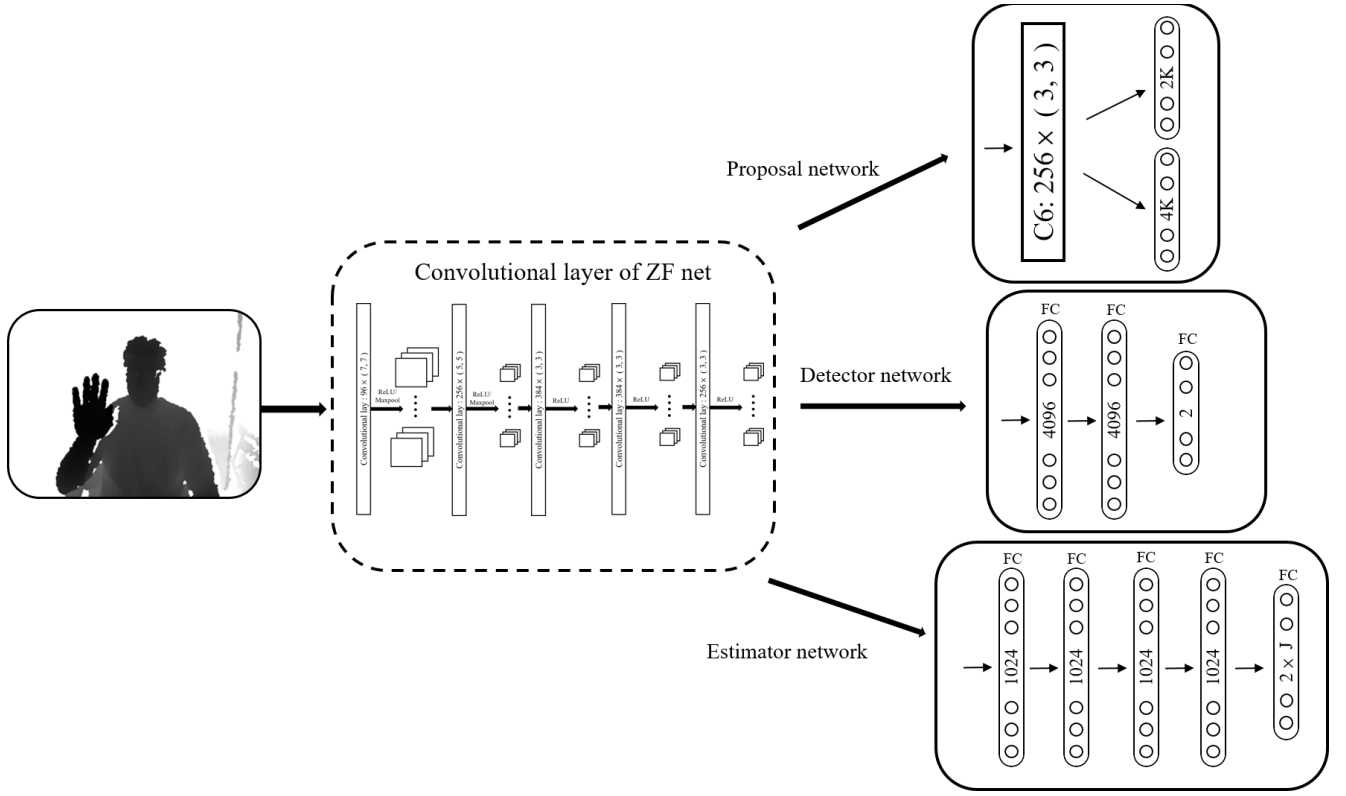 Convolutional layer of ZF net
Convolutional lay : 96 × ( 7, 7 )
ReLU/
Maxpool
Convolutional lay : 256 × ( 5, 5 )
ReLU/
Maxpool
Convolutional lay : 384 × ( 3, 3 )
ReLU
Convolutional lay : 384 × ( 3, 3 )
ReLU
Convolutional lay : 256 × ( 3, 3 )
ReLU
Proposal network
C6: 256 × ( 3, 3 )
2K
4K
Detector network
FC
4096
FC
4096
FC
2
Estimator network
FC
1024
FC
1024
FC
1024
FC
1024
FC
2 × J